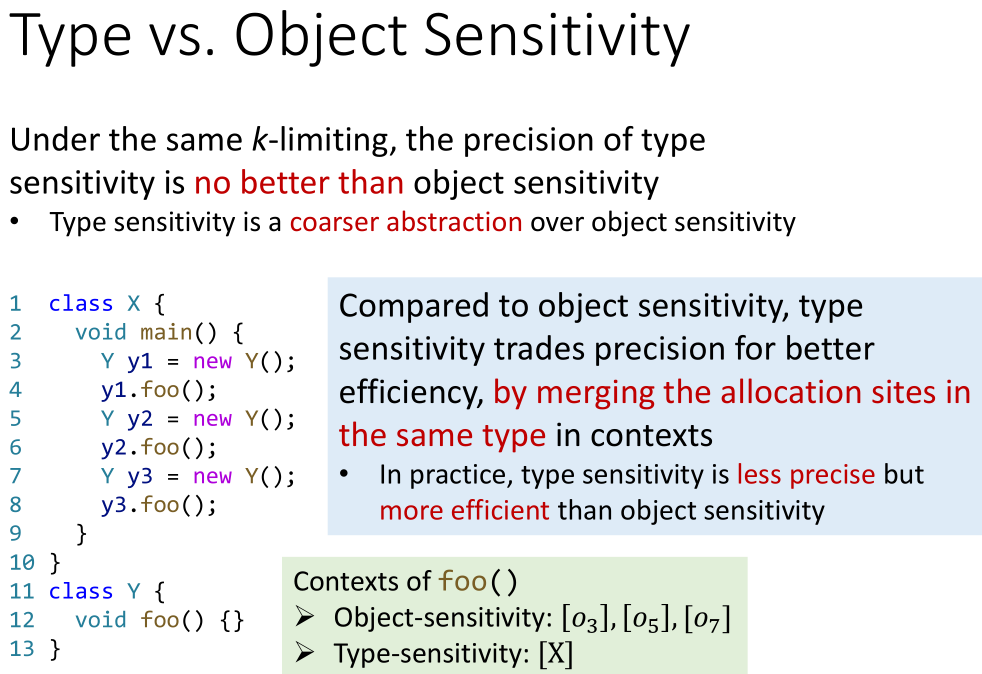 Type vs. Object Sensitivity
Under the same k-limiting, the precision of type
sensitivity is no better than object sensitivity
• Type sensitivity is a coarser abstraction over object sensitivity
1 class X {
2 void main() {
3 Y y1 = new Y();
4 y1.foo();
5 Y y2 = new Y();
6 y2.foo();
7 Y y3 = new Y();
8 y3.foo();
9 }
10 }
11 class Y {
12 void foo() {}
13 }
Compared to object sensitivity, type
sensitivity trades precision for better
efficiency, by merging the allocation sites in
the same type in contexts
• In practice, type sensitivity is less precise but
more efficient than object sensitivity
Contexts of foo()
➢ Object-sensitivity: [o₃], [o₅], [o₇]
➢ Type-sensitivity: [X]